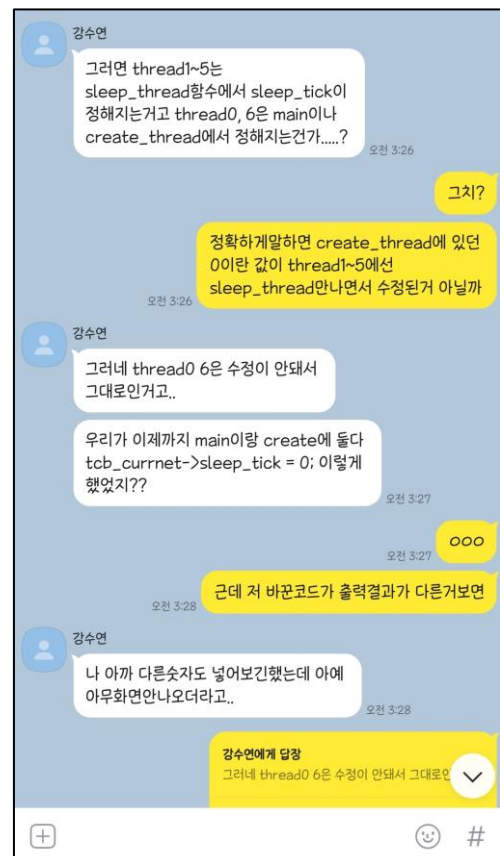 강수연
그러면 thread1~5는
sleep_thread함수에서 sleep_tick이
정해지는거고 thread0, 6은 main이나
create_thread에서 정해지는건가.....?
오전 3:26
그치?
정확하게말하면 create_thread에 있던
0이란 값이 thread1~5에선
sleep_thread만나면서 수정된거 아닐까
오전 3:26
강수연
그러네 thread0 6은 수정이 안돼서
그대로인거고..
우리가 이제까지 main이랑 create에 둘다
tcb_currnet->sleep_tick = 0; 이렇게
했었지??
오전 3:27
ㅇㅇㅇ
오전 3:27
근데 저 바꾼코드가 출력결과가 다른거보면
오전 3:28
강수연
나 아까 다른숫자도 넣어보긴했는데 아예
아무화면안나오더라고..
오전 3:28
강수연에게 답장
그러네 thread0 6은 수정이 안돼서 그대로인
#